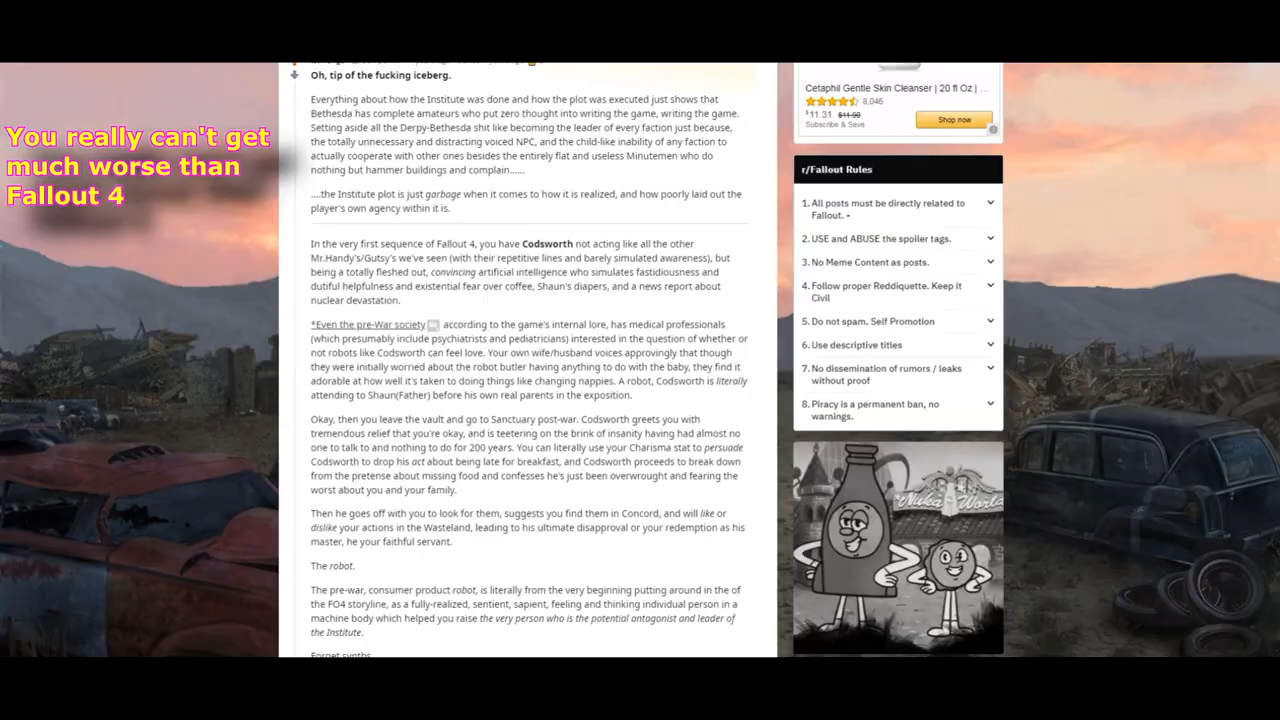 You really can't get
much worse than
Fallout 4
Oh, tip of the fucking iceberg.
Everything about how the Institute was done and how the plot was executed just shows that
Bethesda has complete amateurs who put zero thought into writing the game, writing the game.
Setting aside all the Derpy-Bethesda shit like becoming the leader of every faction just because,
the totally unnecessary and distracting voiced NPC, and the child-like inability of any faction to
actually cooperate with other ones besides the entirely flat and useless Minutemen who do
nothing but hammer buildings and complain......
....the Institute plot is just garbage when it comes to how it is realized, and how poorly laid out the
player's own agency within it is.
In the very first sequence of Fallout 4, you have Codsworth not acting like all the other
Mr.Handy's/Gutsy's we've seen (with their repetitive lines and barely simulated awareness), but
being a totally fleshed out, convincing artificial intelligence who simulates fastidiousness and
dutiful helpfulness and existential fear over coffee, Shaun's diapers, and a news report about
nuclear devastation.
*Even the pre-War society according to the game's internal lore, has medical professionals
(which presumably include psychiatrists and pediatricians) interested in the question of whether or
not robots like Codsworth can feel love. Your own wife/husband voices approvingly that though
they were initially worried about the robot butler having anything to do with the baby, they find it
adorable at how well it's taken to doing things like changing nappies. A robot, Codsworth is literally
attending to Shaun(Father) before his own real parents in the exposition.
Okay, then you leave the vault and go to Sanctuary post-war. Codsworth greets you with
tremendous relief that you're okay, and is teetering on the brink of insanity having had almost no
one to talk to and nothing to do for 200 years. You can literally use your Charisma stat to persuade
Codsworth to drop his act about being late for breakfast, and Codsworth proceeds to break down
from the pretense about missing food and confesses he's just been overwrought and fearing the
worst about you and your family.
Then he goes off with you to look for them, suggests you find them in Concord, and will like or
dislike your actions in the Wasteland, leading to his ultimate disapproval or your redemption as his
master, he your faithful servant.
The robot.
The pre-war, consumer product robot, is literally from the very beginning putting around in the of
the FO4 storyline, as a fully-realized, sentient, sapient, feeling and thinking individual person in a
machine body which helped you raise the very person who is the potential antagonist and leader of
the Institute.
Forget synths.
Cetaphil Gentle Skin Cleanser | 20 fl Oz | ...
8,046
$11.31 $11.99
Subscribe & Save
Shop now
r/Fallout Rules
1. All posts must be directly related to
Fallout. -
2. USE and ABUSE the spoiler tags.
3. No Meme Content as posts.
4. Follow proper Reddiquette. Keep it
Civil
5. Do not spam. Self Promotion
6. Use descriptive titles
7. No dissemination of rumors / leaks
without proof
8. Piracy is a permanent ban, no
warnings.
Nuka World